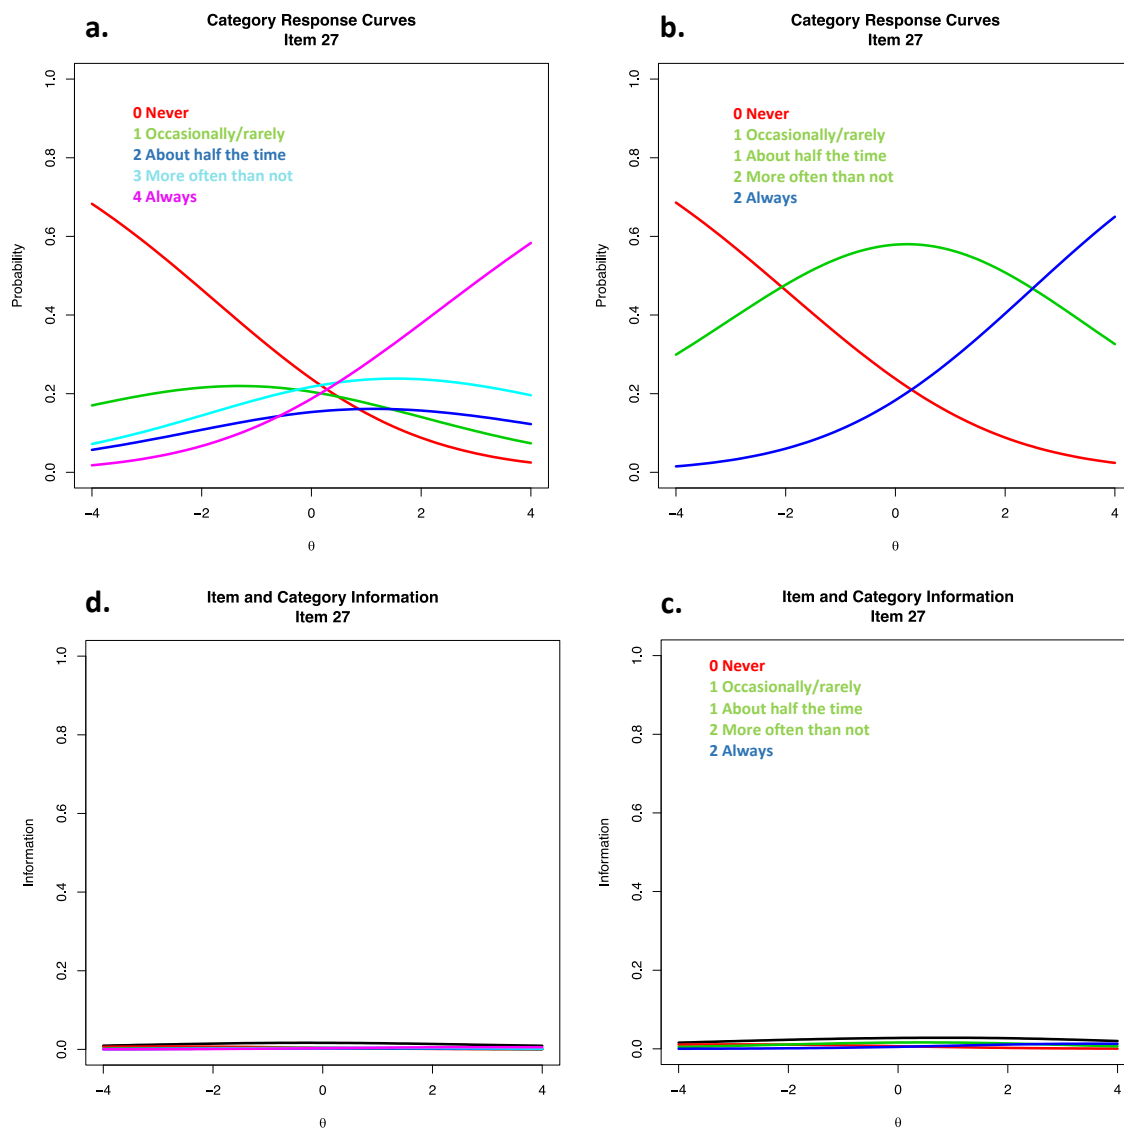 a.
Category Response Curves
Item 27
0 Never
1 Occasionally/rarely
2 About half the time
3 More often than not
4 Always
Probability
0.0
0.2
0.4
0.6
0.8
1.0
−4
−2
0
2
4
θ
b.
Category Response Curves
Item 27
0 Never
1 Occasionally/rarely
1 About half the time
2 More often than not
2 Always
Probability
0.0
0.2
0.4
0.6
0.8
1.0
−4
−2
0
2
4
θ
d.
Item and Category Information
Item 27
Information
0.0
0.2
0.4
0.6
0.8
1.0
−4
−2
0
2
4
θ
c.
Item and Category Information
Item 27
0 Never
1 Occasionally/rarely
1 About half the time
2 More often than not
2 Always
Information
0.0
0.2
0.4
0.6
0.8
1.0
−4
−2
0
2
4
θ